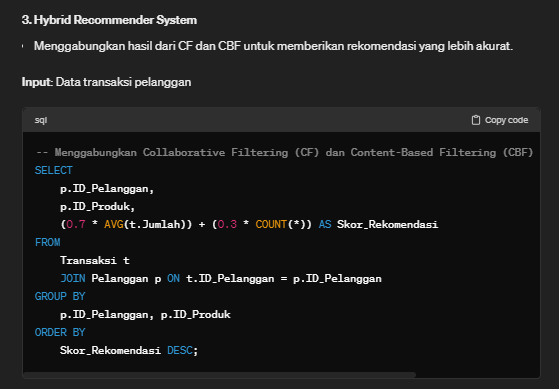 3. Hybrid Recommender System
• Menggabungkan hasil dari CF dan CBF untuk memberikan rekomendasi yang lebih akurat.
Input: Data transaksi pelanggan
sql
Copy code
-- Menggabungkan Collaborative Filtering (CF) dan Content-Based Filtering (CBF)
SELECT
    p.ID_Pelanggan,
    p.ID_Produk,
    (0.7 * AVG(t.Jumlah)) + (0.3 * COUNT(*)) AS Skor_Rekomendasi
FROM
    Transaksi t
    JOIN Pelanggan p ON t.ID_Pelanggan = p.ID_Pelanggan
GROUP BY
    p.ID_Pelanggan, p.ID_Produk
ORDER BY
    Skor_Rekomendasi DESC;